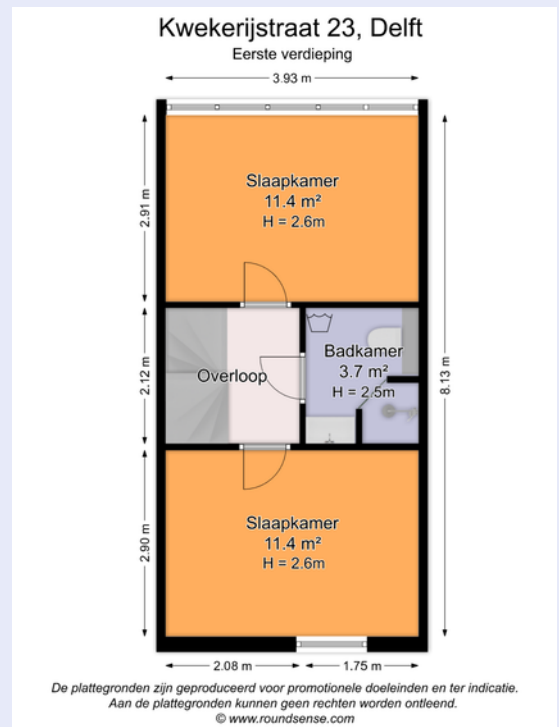 Kwekerijstraat 23, Delft
Eerste verdieping
3.93 m
Slaapkamer
11.4 m²
H = 2.6m
2.91 m
Overloop
Badkamer
3.7 m²
H = 2.5m
2.12 m
8.13 m
Slaapkamer
11.4 m²
H = 2.6m
2.90 m
2.08 m
1.75 m
De plattegronden zijn geproduceerd voor promotionele doeleinden en ter indicatie.
Aan de plattegronden kunnen geen rechten worden ontleend.
© www.roundsense.com